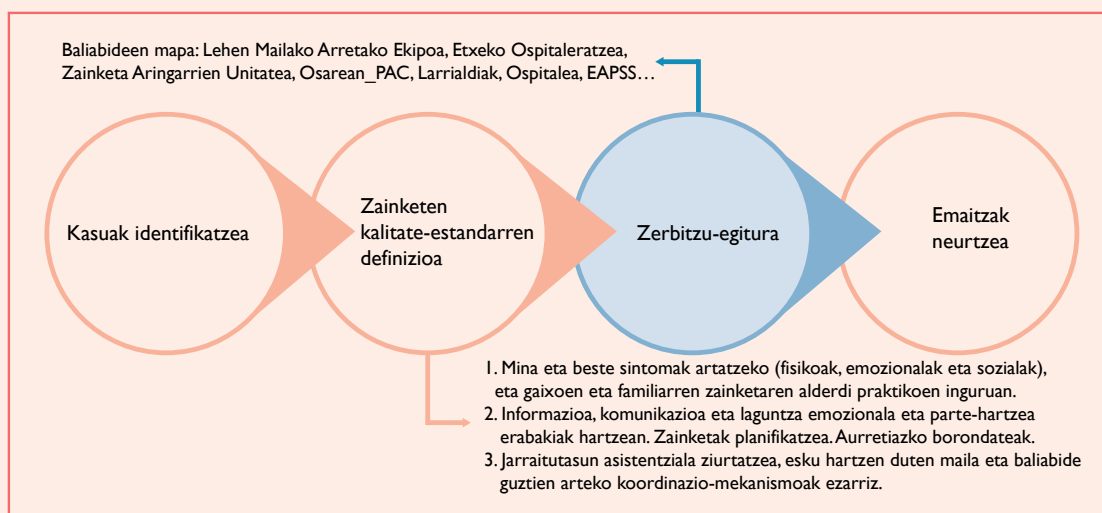 Baliabideen mapa: Lehen Mailako Arretako Ekipoa, Etxeko Ospitaleratzea,
Zainketa Aringarrien Unitatea, Osarean_PAC, Larrialdiak, Ospitalea, EAPSS…
Kasuak identifikatzea
Zainketen
kalitate-estandarren
definizioa
Zerbitzu-egitura
Emaitzak
neurtzea
1. Mina eta beste sintomak artatzeko (fisikoak, emozionalak eta sozialak),
eta gaixoen eta familiarren zainketaren alderdi praktikoen inguruan.
2. Informazioa, komunikazioa eta laguntza emozionala eta parte-hartzea
erabakiak hartzean. Zainketak planifikatzea. Aurretiazko borondateak.
3. Jarraitutasun asistentziala ziurtatzea, esku hartzen duten maila eta baliabide
guztien arteko koordinazio-mekanismoak ezarriz.